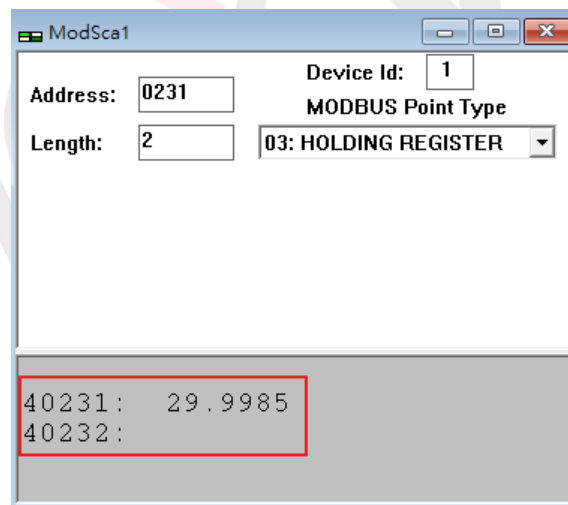 ModSca1
Device Id: 1
Address: 0231
MODBUS Point Type
Length: 2
03: HOLDING REGISTER
40231: 29.9985
40232: